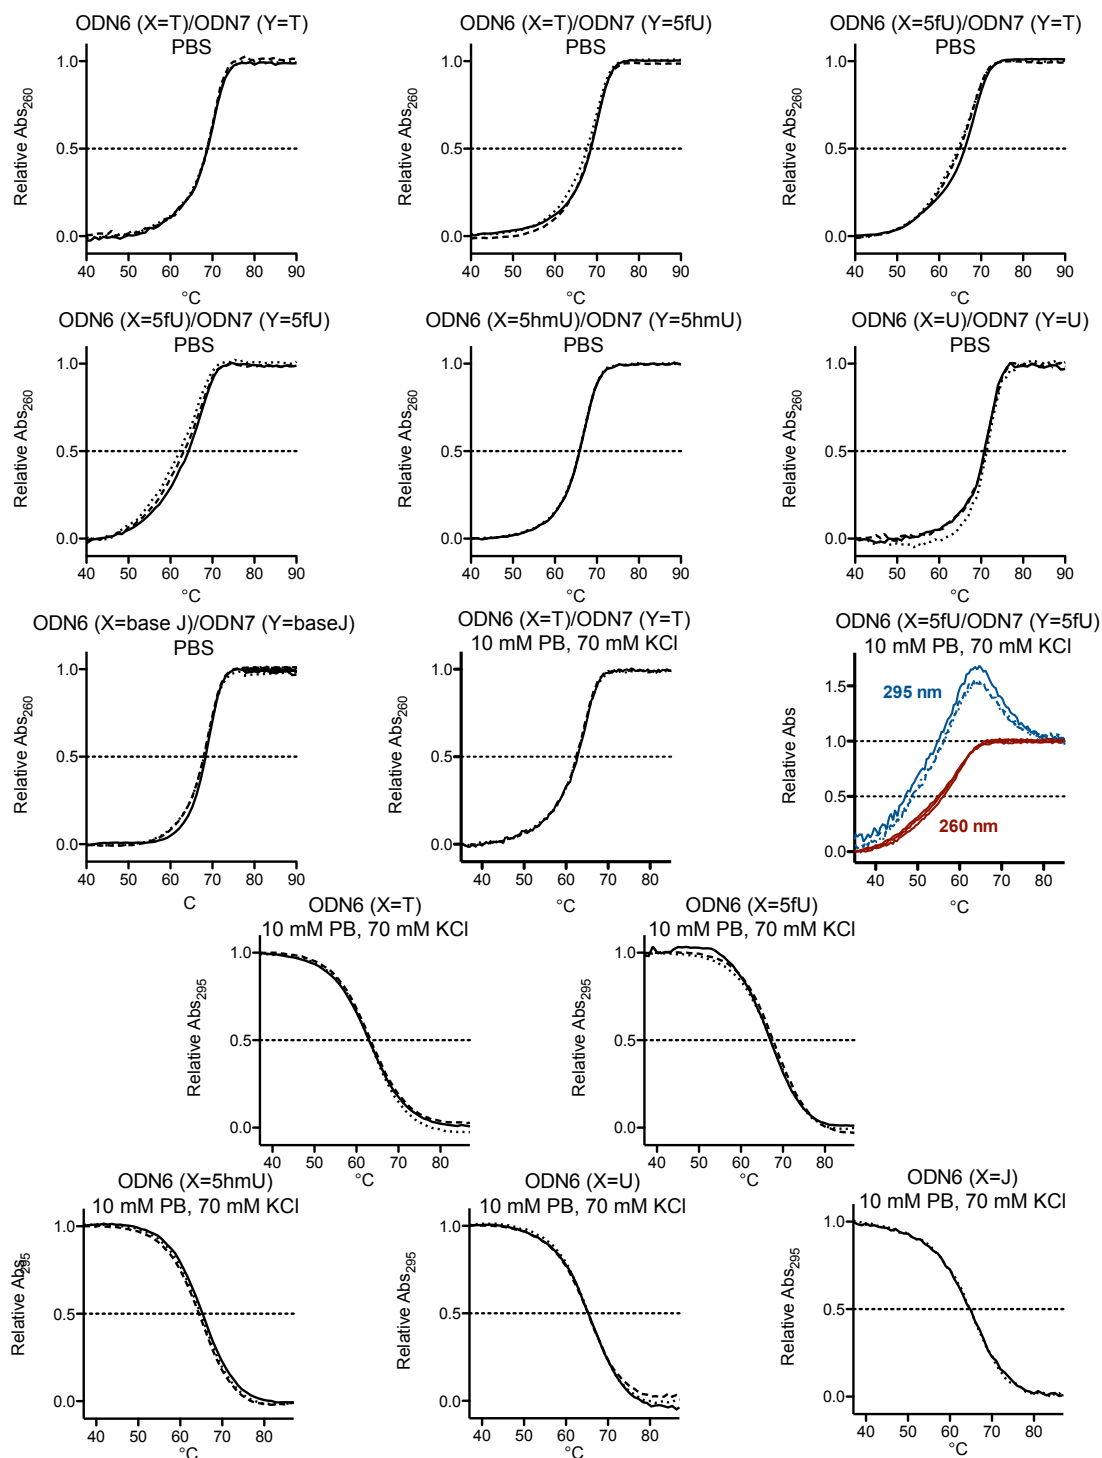 ODN6 (X=T)/ODN7 (Y=T)
PBS
Relative Abs260
1.0
0.5
0.0
40 50 60 70 80 90
°C
ODN6 (X=T)/ODN7 (Y=5fU)
PBS
Relative Abs260
1.0
0.5
0.0
40 50 60 70 80 90
°C
ODN6 (X=5fU)/ODN7 (Y=T)
PBS
Relative Abs260
1.0
0.5
0.0
40 50 60 70 80 90
°C
ODN6 (X=5fU)/ODN7 (Y=5fU)
PBS
Relative Abs260
1.0
0.5
0.0
40 50 60 70 80 90
°C
ODN6 (X=5hmU)/ODN7 (Y=5hmU)
PBS
Relative Abs260
1.0
0.5
0.0
40 50 60 70 80 90
°C
ODN6 (X=U)/ODN7 (Y=U)
PBS
Relative Abs260
1.0
0.5
0.0
40 50 60 70 80 90
°C
ODN6 (X=base J)/ODN7 (Y=baseJ)
PBS
Relative Abs260
1.0
0.5
0.0
40 50 60 70 80 90
C
ODN6 (X=T)/ODN7 (Y=T)
10 mM PB, 70 mM KCl
Relative Abs260
1.0
0.5
0.0
40 50 60 70 80
°C
ODN6 (X=5fU/ODN7 (Y=5fU)
10 mM PB, 70 mM KCl
Relative Abs
1.5
1.0
0.5
0.0
295 nm
260 nm
40 50 60 70 80
°C
ODN6 (X=T)
10 mM PB, 70 mM KCl
Relative Abs295
1.0
0.5
0.0
40 50 60 70 80
°C
ODN6 (X=5fU)
10 mM PB, 70 mM KCl
Relative Abs295
1.0
0.5
0.0
40 50 60 70 80
°C
ODN6 (X=5hmU)
10 mM PB, 70 mM KCl
Relative Abs295
1.0
0.5
0.0
40 50 60 70 80
°C
ODN6 (X=U)
10 mM PB, 70 mM KCl
Relative Abs295
1.0
0.5
0.0
40 50 60 70 80
°C
ODN6 (X=J)
10 mM PB, 70 mM KCl
Relative Abs295
1.0
0.5
0.0
40 50 60 70 80
°C